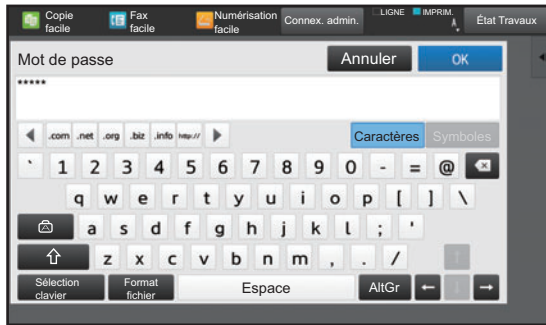 Copie facile
Fax facile
Numérisation facile
Connex. admin.
LIGNE
IMPRIM.
État Travaux
Mot de passe
Annuler
OK
*****
.com .net .org .biz .info http://
Caractères
Symboles
` 1 2 3 4 5 6 7 8 9 0 - = @
q w e r t y u i o p [ ] \
a s d f g h j k l ; '
z x c v b n m , . /
Sélection clavier
Format fichier
Espace
AltGr